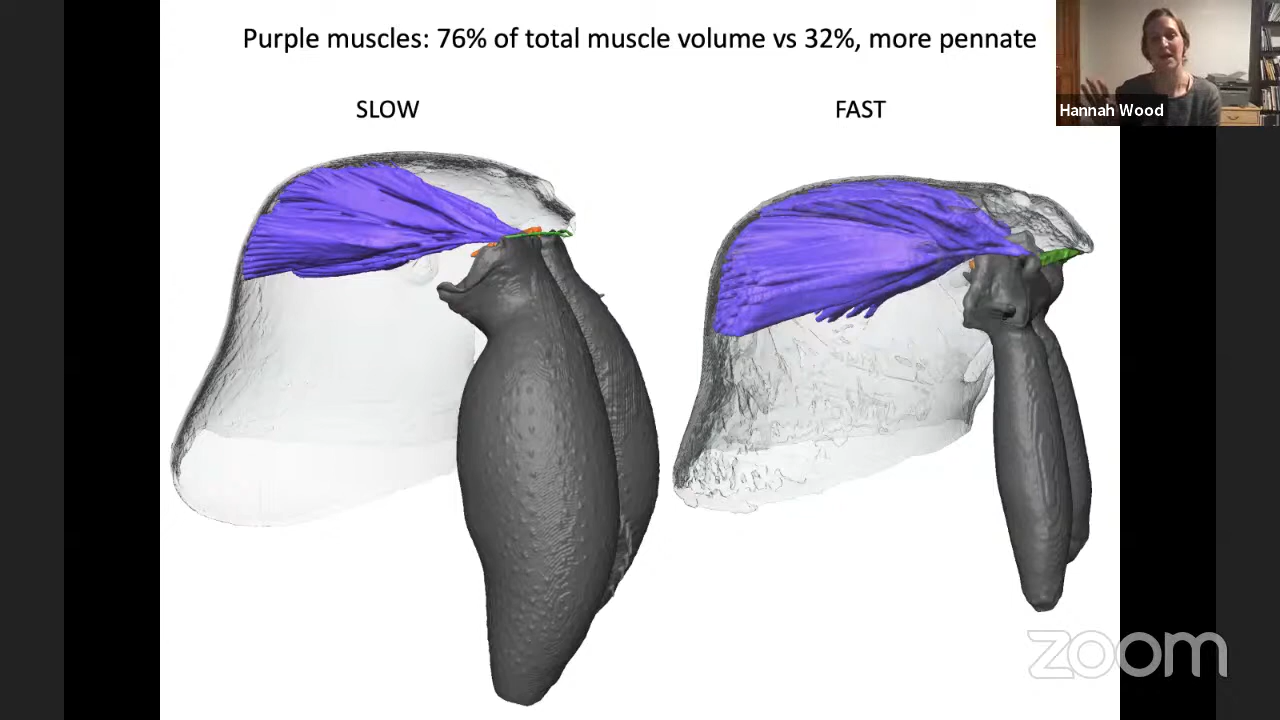 Purple muscles: 76% of total muscle volume vs 32%, more pennate
SLOW
FAST
Hannah Wood
zoom